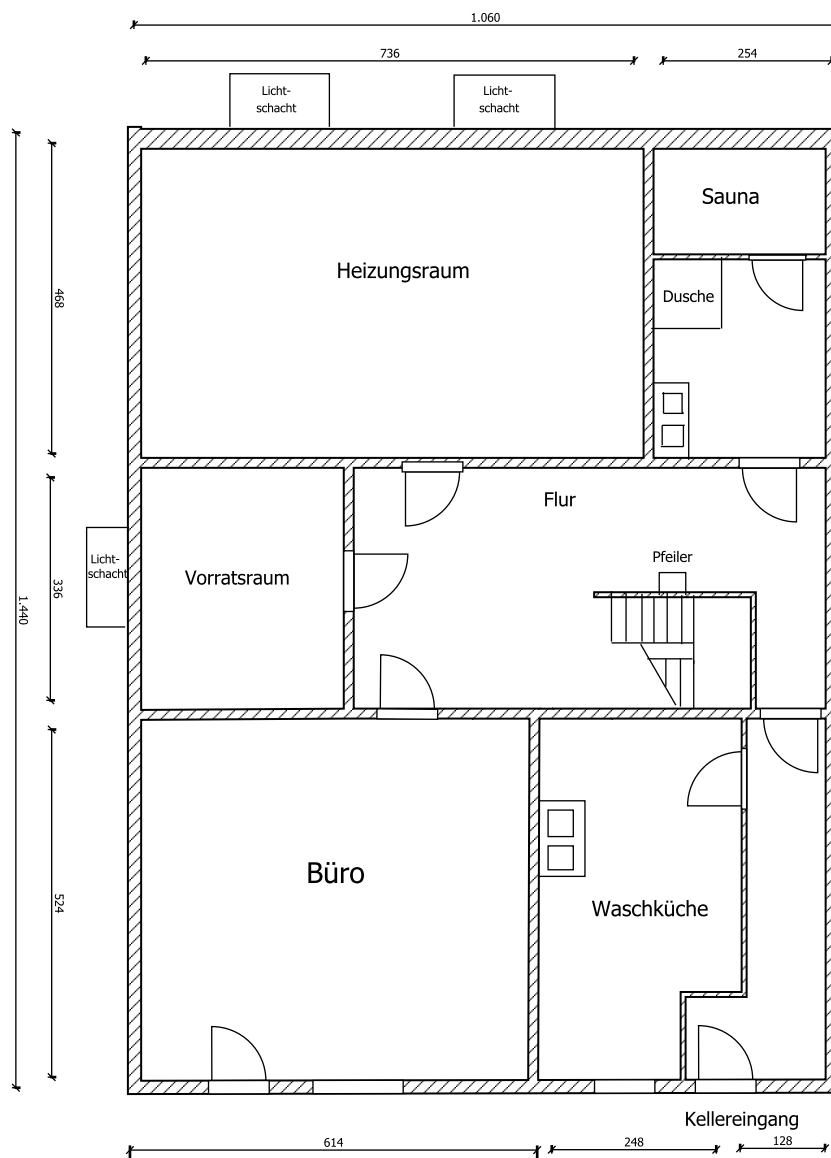 1.060
736
254
Licht-
schacht
Licht-
schacht
Sauna
Heizungsraum
Dusche
468
Flur
Licht-
schacht
Vorratsraum
Pfeiler
336
1.440
Büro
Waschküche
524
Kellereingang
614
248
128